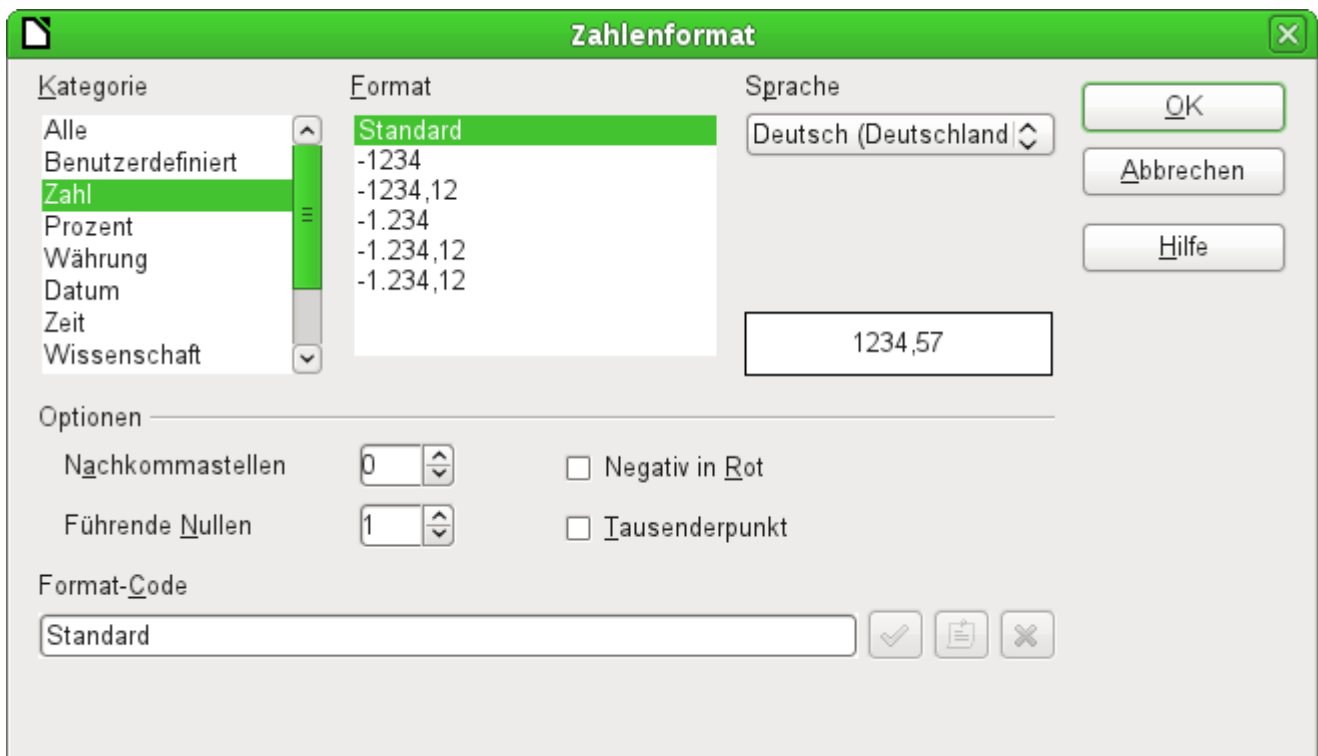 Zahlenformat
Kategorie
Alle
Benutzerdefiniert
Zahl
Prozent
Währung
Datum
Zeit
Wissenschaft
Format
Standard
-1234
-1234,12
-1.234
-1.234,12
-1.234,12
Sprache
Deutsch (Deutschland
1234,57
OK
Abbrechen
Hilfe
Optionen
Nachkommastellen 0
Negativ in Rot
Führende Nullen 1
Tausenderpunkt
Format-Code
Standard